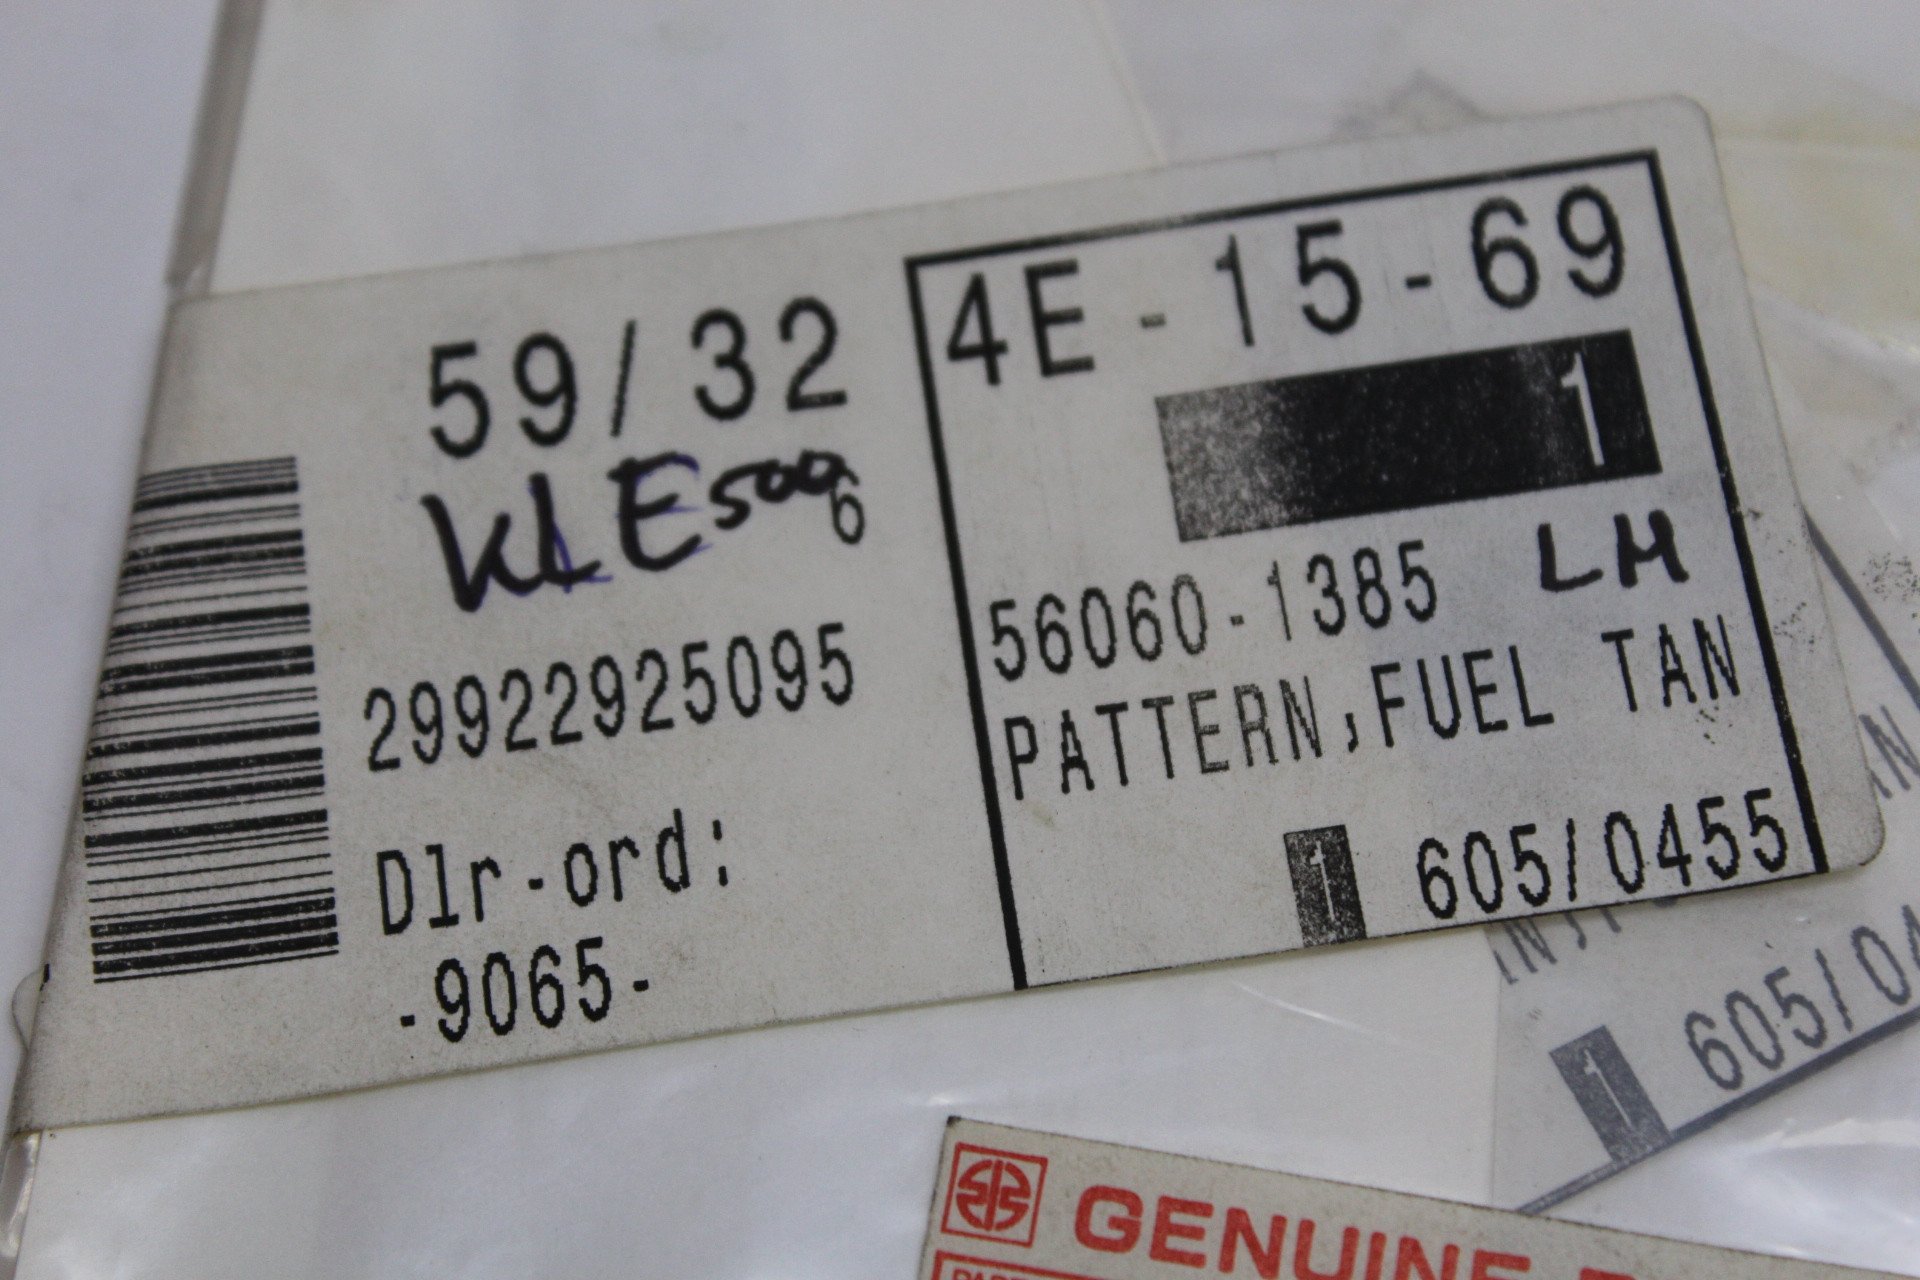 59/32
KLE500
6
29922925095
Dlr-ord:
-9065-
4E-15-69
1
56060-1385 LH
PATTERN,FUEL TAN
1 605/0455
1 605/0
GENUINE